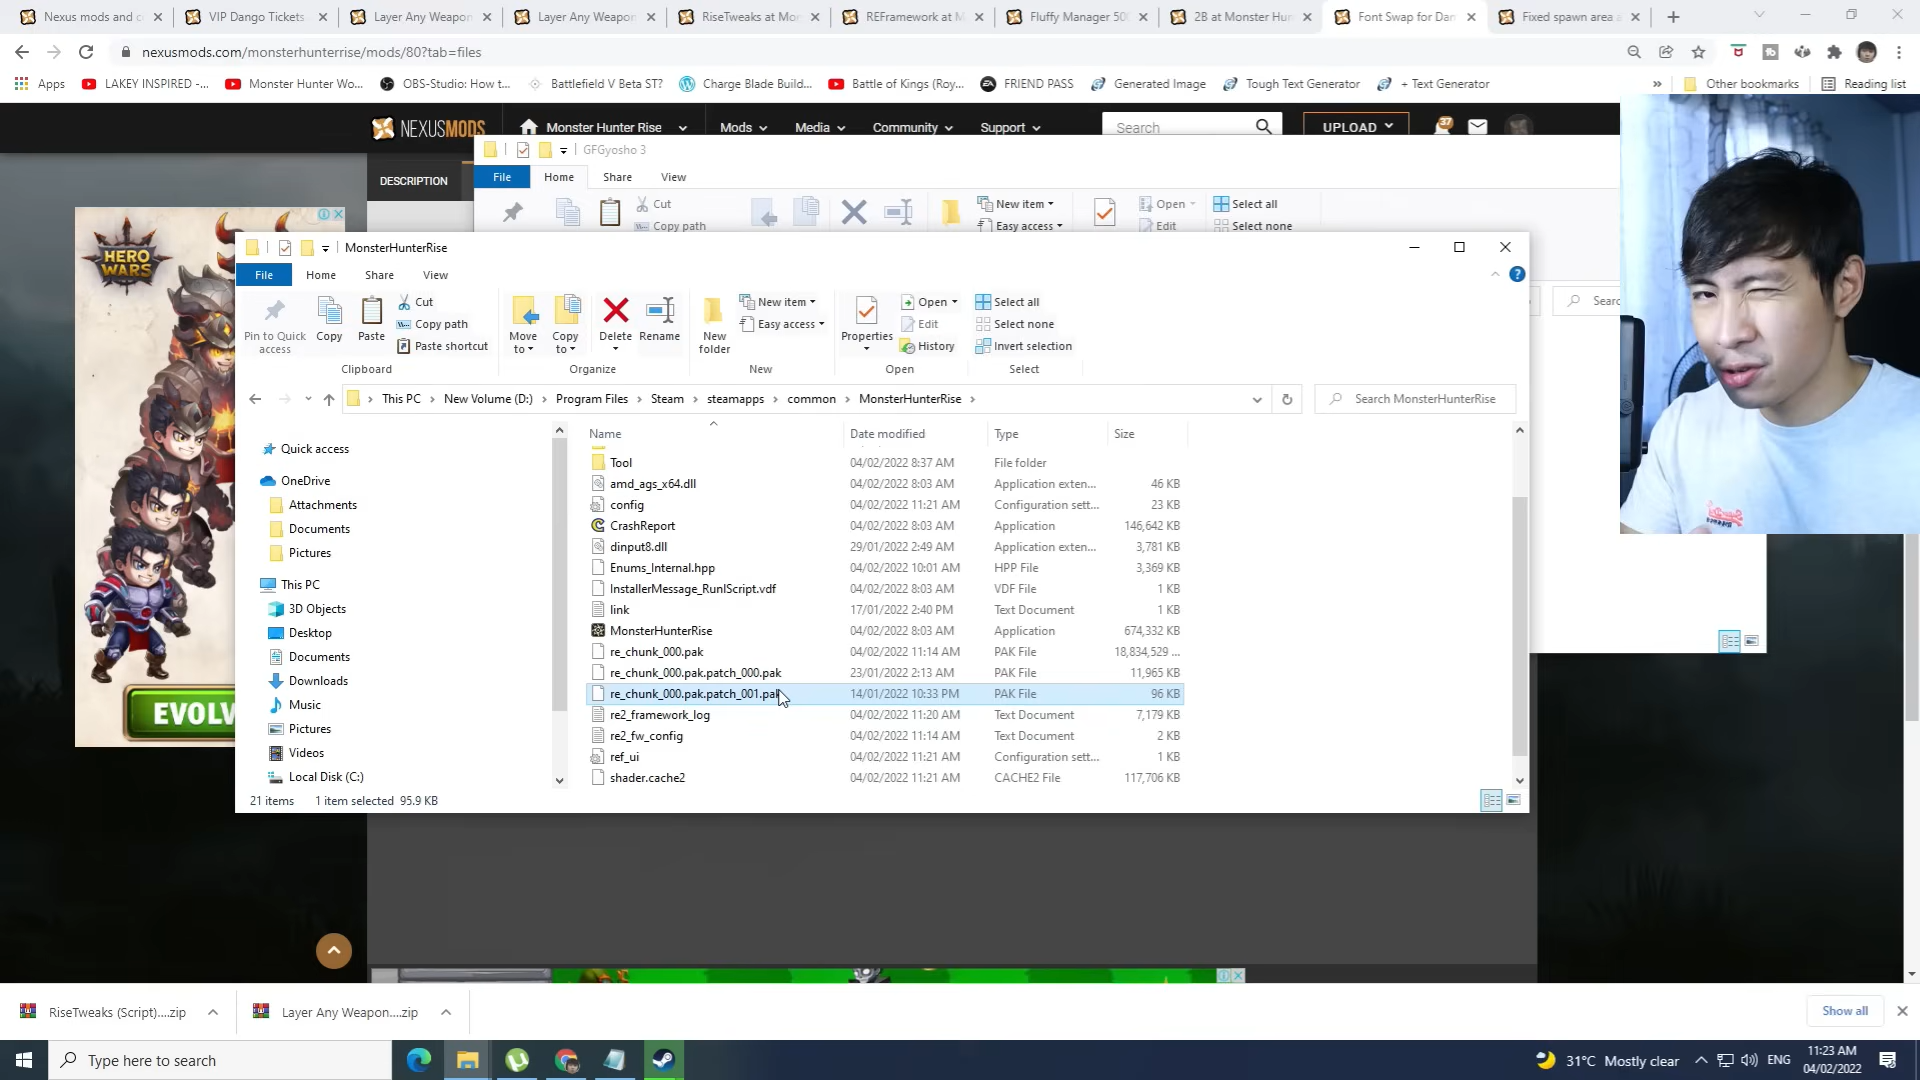 Nexus mods and c
VIP Dango Tickets
Layer Any Weapon
Layer Any Weapon
RiseTweaks at Mo
REFramework at M
Fluffy Manager 500
2B at Monster Hun
Font Swap for Dan
Fixed spawn area
nexusmods.com/monsterhunterrise/mods/80?tab=files
Apps
LAKEY INSPIRED -...
Monster Hunter Wo...
OBS-Studio: How t...
Battlefield V Beta ST?
Charge Blade Build...
Battle of Kings (Roy...
FRIEND PASS
Generated Image
Tough Text Generator
+ Text Generator
»
Other bookmarks
Reading list
NEXUSMODS
Monster Hunter Rise
Mods
Media
Community
Support
Search
UPLOAD
37
DESCRIPTION
GFGyosho 3
File
Home
Share
View
Cut
Copy path
New item
Easy access
Open
Edit
Select all
Select none
HERO
WARS
MonsterHunterRise
File
Home
Share
View
Pin to Quick
access
Copy
Paste
Cut
Copy path
Paste shortcut
Move
to
Copy
to
Delete
Rename
New
folder
New item
Easy access
Properties
Open
Edit
History
Select all
Select none
Invert selection
Clipboard
Organize
New
Open
Select
This PC
New Volume (D:)
Program Files
Steam
steamapps
common
MonsterHunterRise
Search MonsterHunterRise
Searc
Quick access
OneDrive
Attachments
Documents
Pictures
This PC
3D Objects
Desktop
Documents
Downloads
Music
Pictures
Videos
Local Disk (C:)
Name Date modified Type Size
Tool 04/02/2022 8:37 AM File folder
amd_ags_x64.dll 04/02/2022 8:03 AM Application exten... 46 KB
config 04/02/2022 11:21 AM Configuration sett... 23 KB
CrashReport 04/02/2022 8:03 AM Application 146,642 KB
dinput8.dll 29/01/2022 2:49 AM Application exten... 3,781 KB
Enums_Internal.hpp 04/02/2022 10:01 AM HPP File 3,369 KB
InstallerMessage_RunIScript.vdf 04/02/2022 8:03 AM VDF File 1 KB
link 17/01/2022 2:40 PM Text Document 1 KB
MonsterHunterRise 04/02/2022 8:03 AM Application 674,332 KB
re_chunk_000.pak 04/02/2022 11:14 AM PAK File 18,834,529 ...
re_chunk_000.pak.patch_000.pak 23/01/2022 2:13 AM PAK File 11,965 KB
re_chunk_000.pak.patch_001.pak 14/01/2022 10:33 PM PAK File 96 KB
re2_framework_log 04/02/2022 11:20 AM Text Document 7,179 KB
re2_fw_config 04/02/2022 11:14 AM Text Document 2 KB
ref_ui 04/02/2022 11:21 AM Configuration sett... 1 KB
shader.cache2 04/02/2022 11:21 AM CACHE2 File 117,706 KB
21 items 1 item selected 95.9 KB
EVOLV
RiseTweaks (Script)....zip
Layer Any Weapon....zip
Show all
Type here to search
31°C Mostly clear
ENG
11:23 AM
04/02/2022